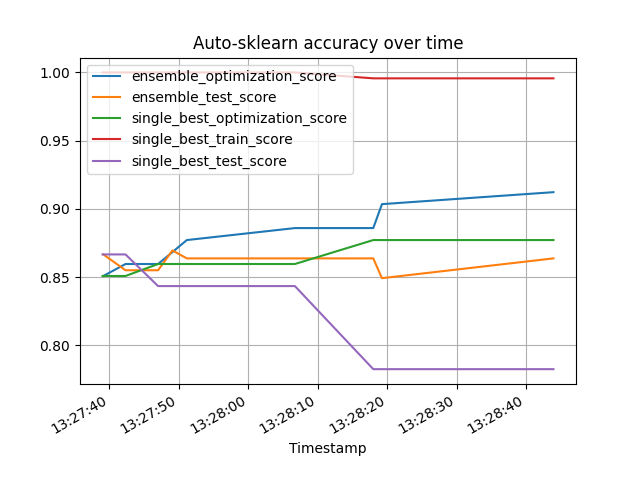 Auto-sklearn accuracy over time
1.00
0.95
0.90
0.85
0.80
ensemble_optimization_score
ensemble_test_score
single_best_optimization_score
single_best_train_score
single_best_test_score
13:27:40
13:27:50
13:28:00
13:28:10
13:28:20
13:28:30
13:28:40
Timestamp